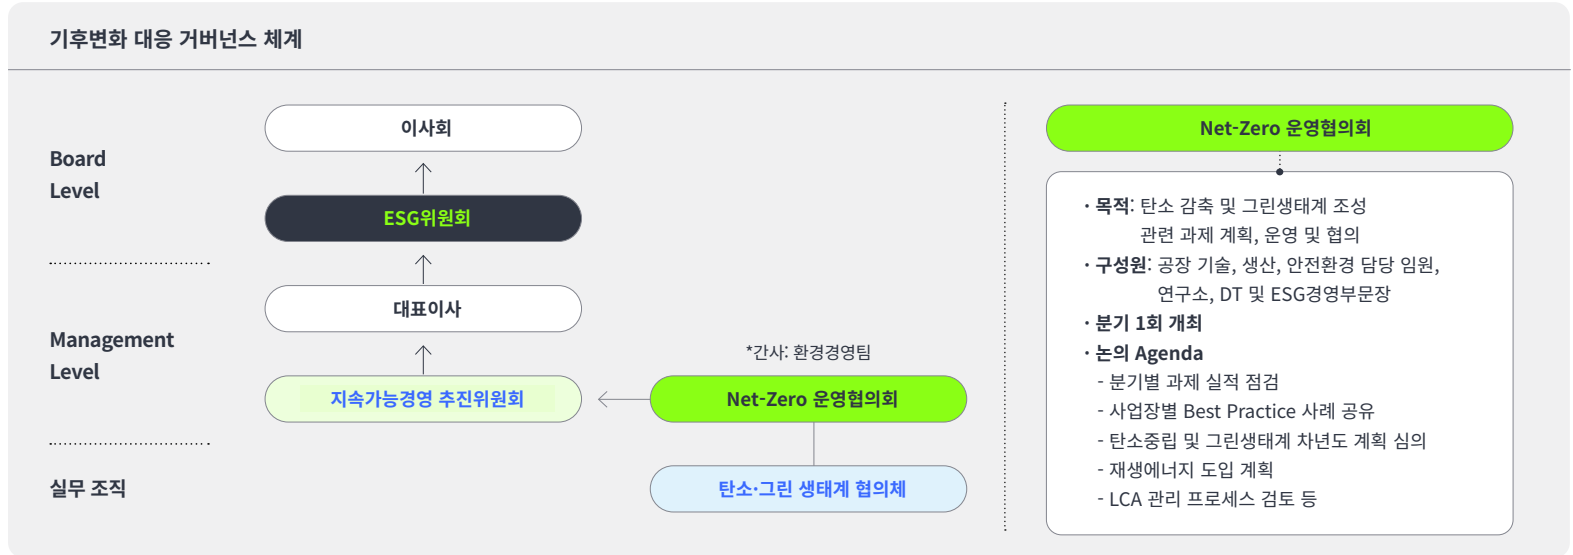 기후변화 대응 거버넌스 체계
Board
Level
이사회
ESG위원회
Management
Level
대표이사
지속가능경영 추진위원회
*간사: 환경경영팀
Net-Zero 운영협의회
실무 조직
탄소·그린 생태계 협의체
Net-Zero 운영협의회
· 목적: 탄소 감축 및 그린생태계 조성
관련 과제 계획, 운영 및 협의
· 구성원: 공장 기술, 생산, 안전환경 담당 임원,
연구소, DT 및 ESG경영부문장
· 분기 1회 개최
· 논의 Agenda
- 분기별 과제 실적 점검
- 사업장별 Best Practice 사례 공유
- 탄소중립 및 그린생태계 차년도 계획 심의
- 재생에너지 도입 계획
- LCA 관리 프로세스 검토 등